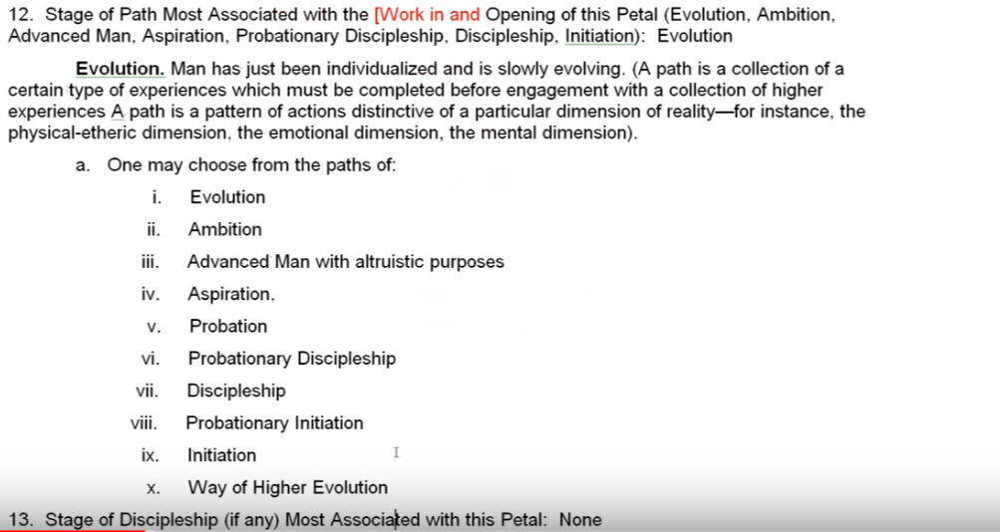 12. Stage of Path Most Associated with the [Work in and Opening of this Petal (Evolution, Ambition,
Advanced Man, Aspiration, Probationary Discipleship, Discipleship, Initiation): Evolution
Evolution. Man has just been individualized and is slowly evolving. (A path is a collection of a
certain type of experiences which must be completed before engagement with a collection of higher
experiences A path is a pattern of actions distinctive of a particular dimension of reality—for instance, the
physical-etheric dimension, the emotional dimension, the mental dimension).
a. One may choose from the paths of:
i. Evolution
ii. Ambition
iii. Advanced Man with altruistic purposes
iv. Aspiration,
v. Probation
vi. Probationary Discipleship
vii. Discipleship
viii. Probationary Initiation
ix. Initiation
x. Way of Higher Evolution
13. Stage of Discipleship (if any) Most Associated with this Petal: None